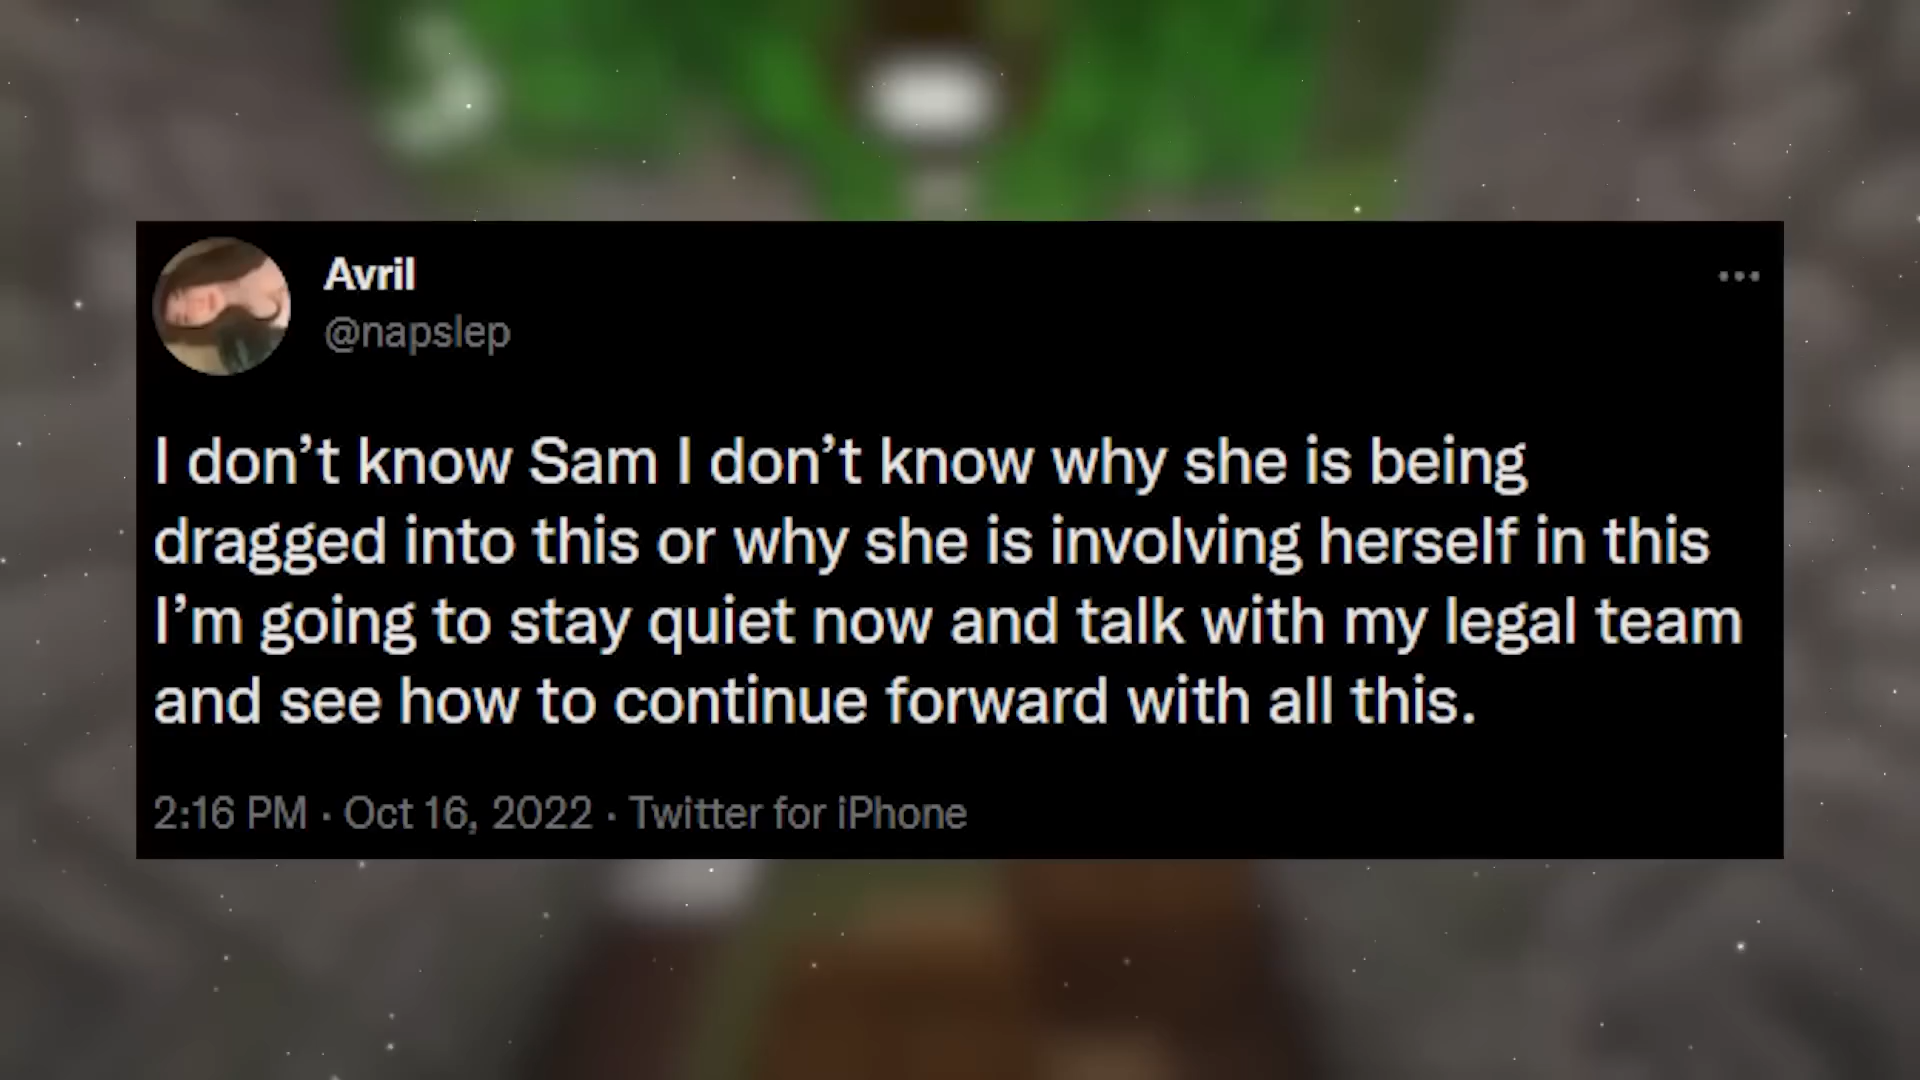 Avril
@napslep
I don’t know Sam I don’t know why she is being
dragged into this or why she is involving herself in this
I’m going to stay quiet now and talk with my legal team
and see how to continue forward with all this.
2:16 PM · Oct 16, 2022 · Twitter for iPhone